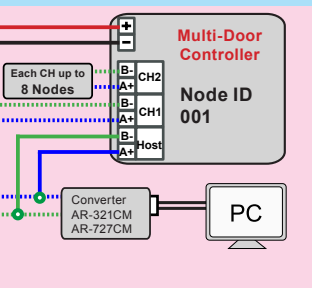 +
−
Multi-Door
Controller
Each CH up to
8 Nodes
B-
A+
CH2
B-
A+
CH1
B-
A+
Host
Node ID
001
Converter
AR-321CM
AR-727CM
PC